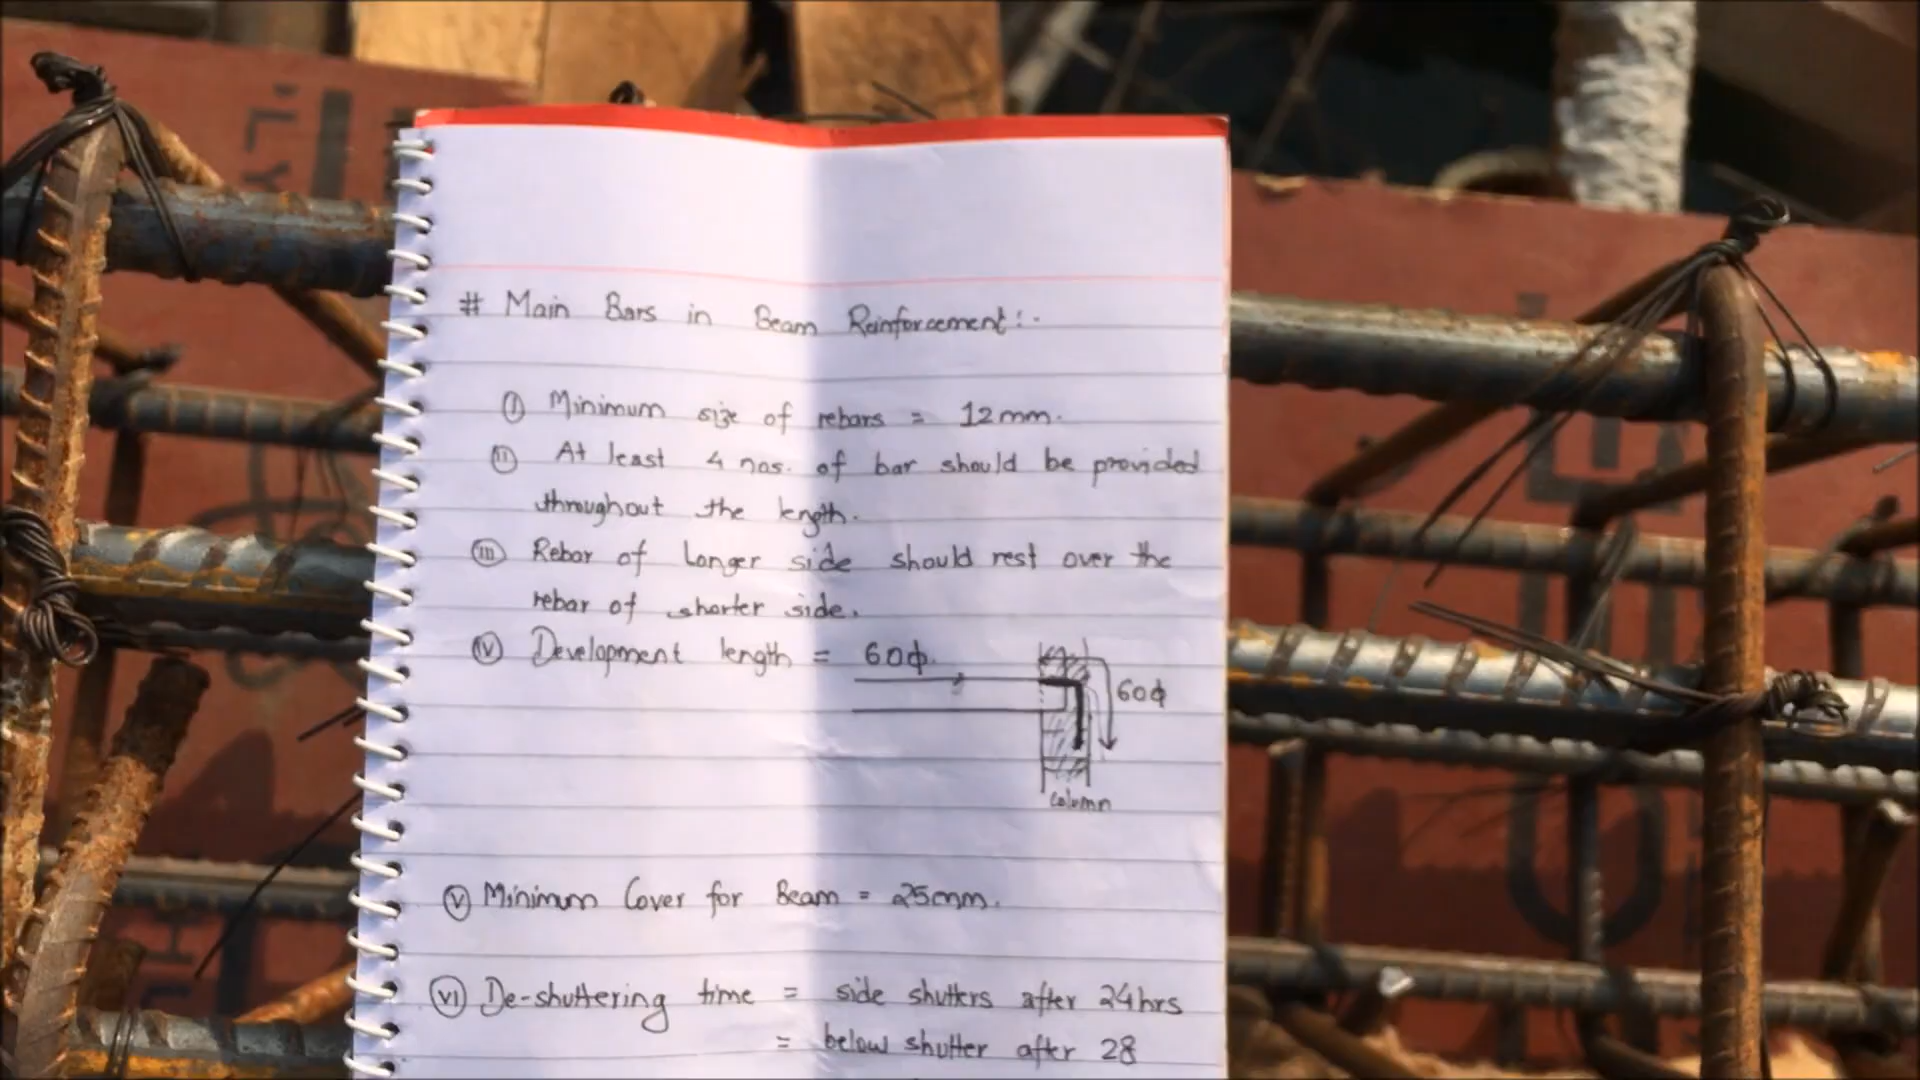 # Main Bars in Beam Reinforcement:-
I Minimum size of rebars = 12mm.
II At least 4 nos. of bar should be provided
throughout the length.
III Rebar of Longer side should rest over the
rebar of shorter side.
IV Development length = 60ϕ.
60ϕ
column
V Minimum Cover for Beam = 25mm.
VI De-shuttering time = side shutters after 24hrs
= below shutter after 28